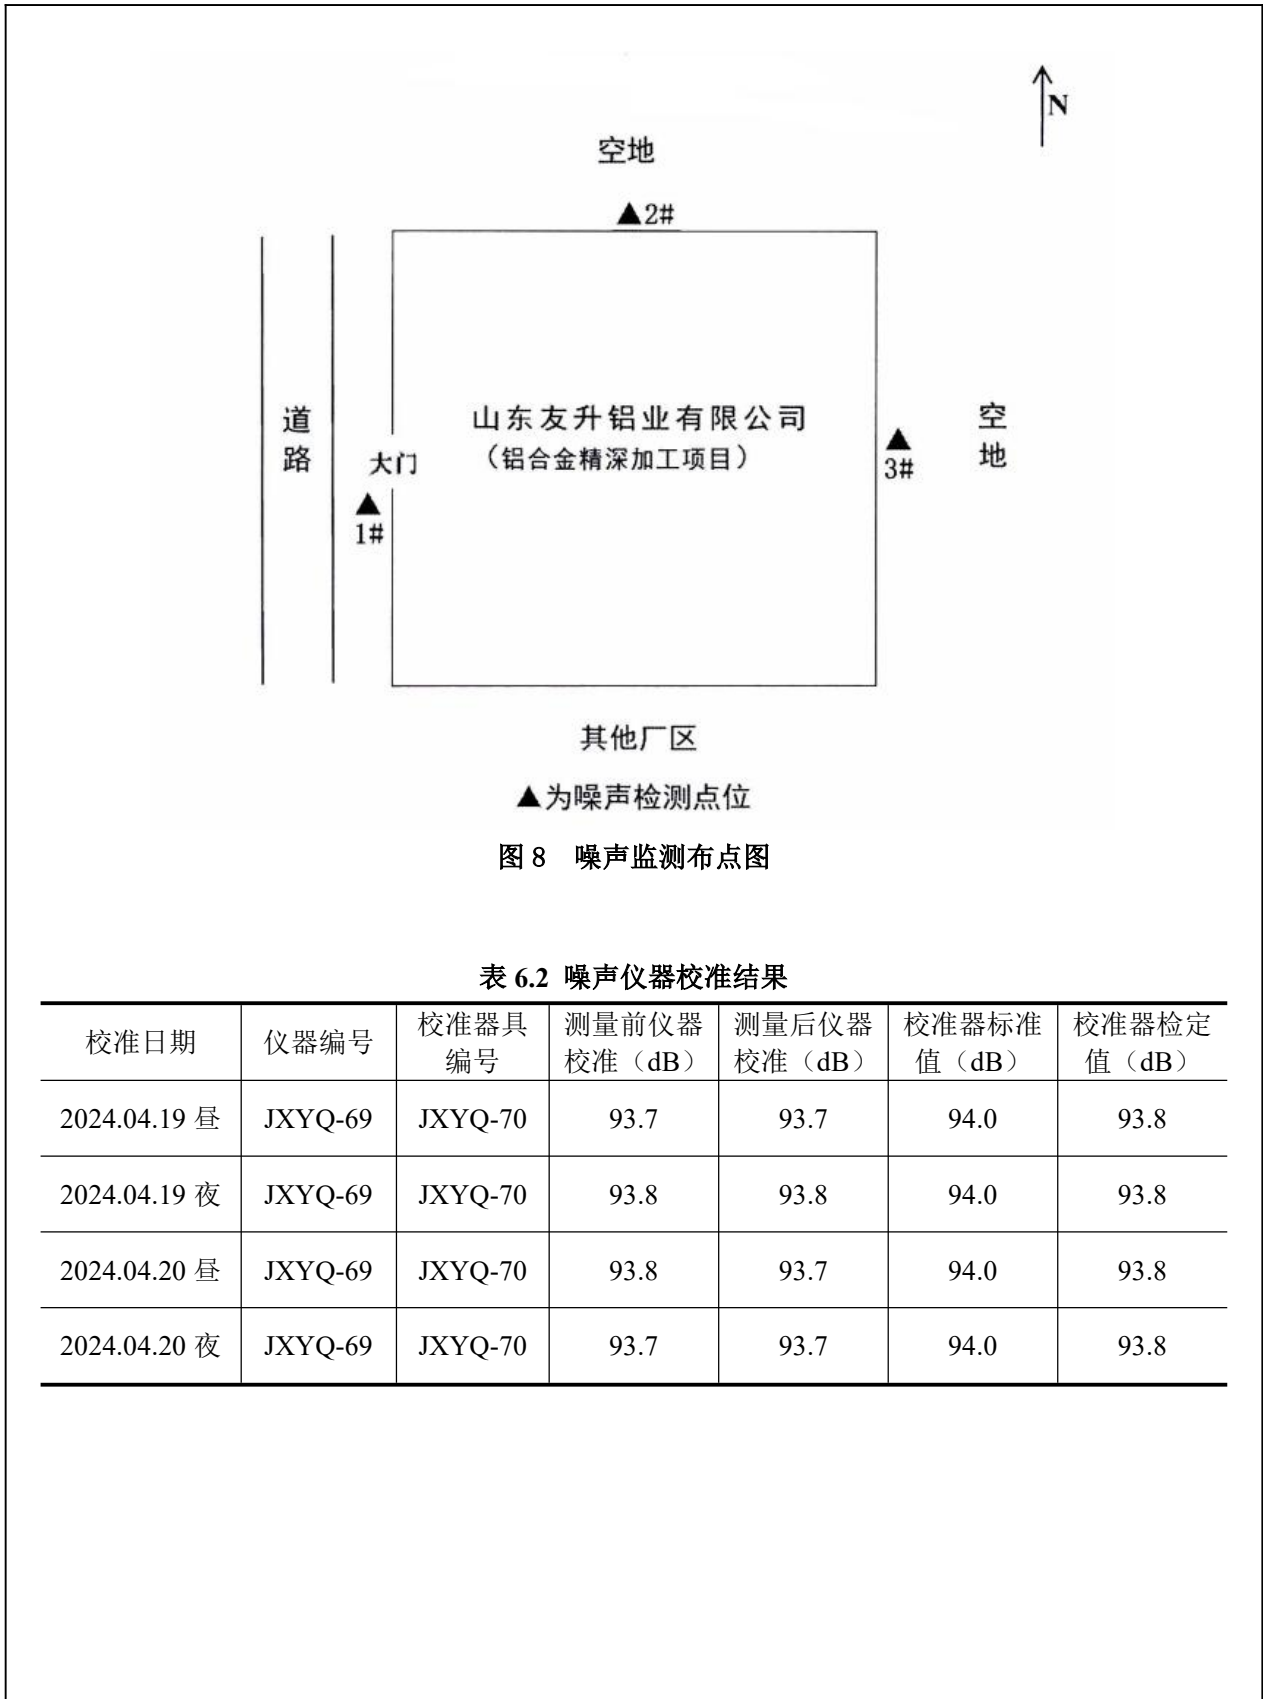 N
空地
▲2#
道路
大门
山东友升铝业有限公司
（铝合金精深加工项目）
▲
3#
空地
▲
1#
其他厂区
▲为噪声检测点位
图 8 噪声监测布点图
表 6.2 噪声仪器校准结果
校准日期 仪器编号 校准器具编号 测量前仪器校准（dB） 测量后仪器校准（dB） 校准器标准值（dB） 校准器检定值（dB）
2024.04.19 昼 JXYQ-69 JXYQ-70 93.7 93.7 94.0 93.8
2024.04.19 夜 JXYQ-69 JXYQ-70 93.8 93.8 94.0 93.8
2024.04.20 昼 JXYQ-69 JXYQ-70 93.8 93.7 94.0 93.8
2024.04.20 夜 JXYQ-69 JXYQ-70 93.7 93.7 94.0 93.8